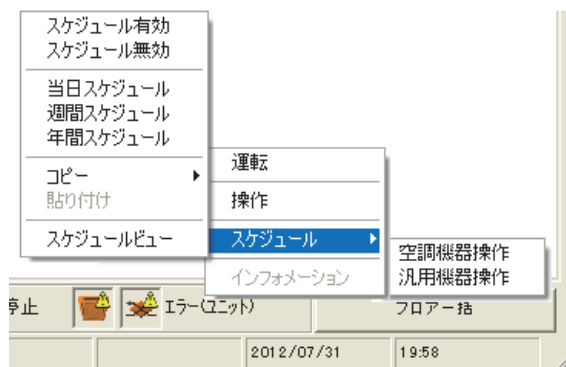 スケジュール有効
スケジュール無効
当日スケジュール
週間スケジュール
年間スケジュール
コピー
貼り付け
スケジュールビュー
運転
操作
スケジュール
インフォメーション
空調機器操作
汎用機器操作
停止
エラー(ユニット)
フロア一括
2012/07/31
19:58